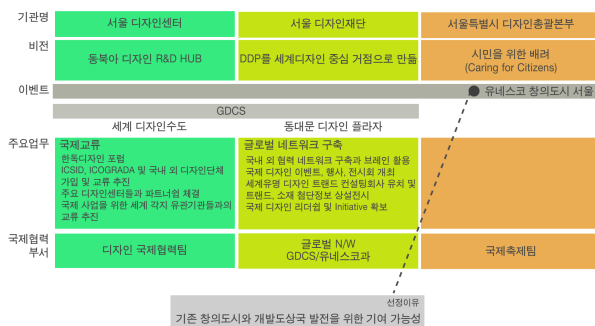 기관명
서울 디자인센터
서울 디자인재단
서울특별시 디자인총괄본부
비전
동북아 디자인 R&D HUB
DDP를 세계디자인 중심 거점으로 만듦
시민을 위한 배려
(Caring for Citizens)
이벤트
유네스코 창의도시 서울
GDCS
세계 디자인수도
동대문 디자인 플라자
주요업무
국제교류
한독디자인 포럼
ICSID, ICOGRADA 및 국내 외 디자인단체
가입 및 교류 추진
주요 디자인센터들과 파트너쉽 체결
국제 사업을 위한 세계 각지 유관기관들과의
교류 추진
글로벌 네트워크 구축
국내 외 협력 네트워크 구축과 브레인 활용
국제 디자인 이벤트, 행사, 전시회 개최
세계유명 디자인 트랜드 컨설팅회사 유치 및
트랜드, 소재 첨단정보 상설전시
국제 디자인 리더쉽 및 Initiative 확보
국제협력
부서
디자인 국제협력팀
글로벌 N/W
GDCS/유네스코과
국제축제팀
선정이유
기존 창의도시와 개발도상국 발전을 위한 기여 가능성